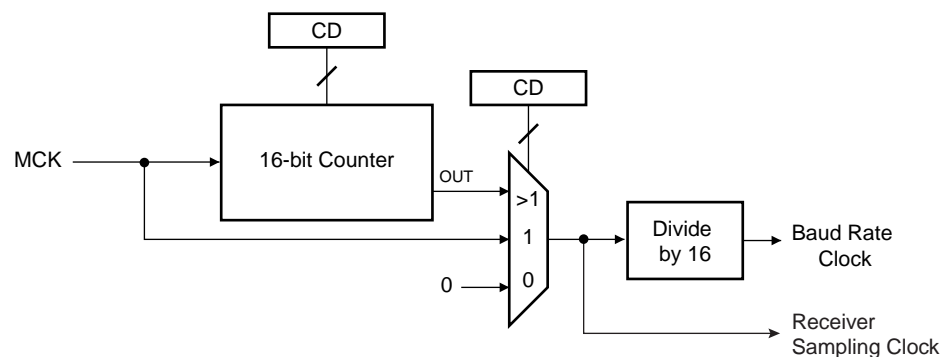 CD
CD
MCK
16-bit Counter
OUT
>1
1
0
0
Divide
by 16
Baud Rate
Clock
Receiver
Sampling Clock